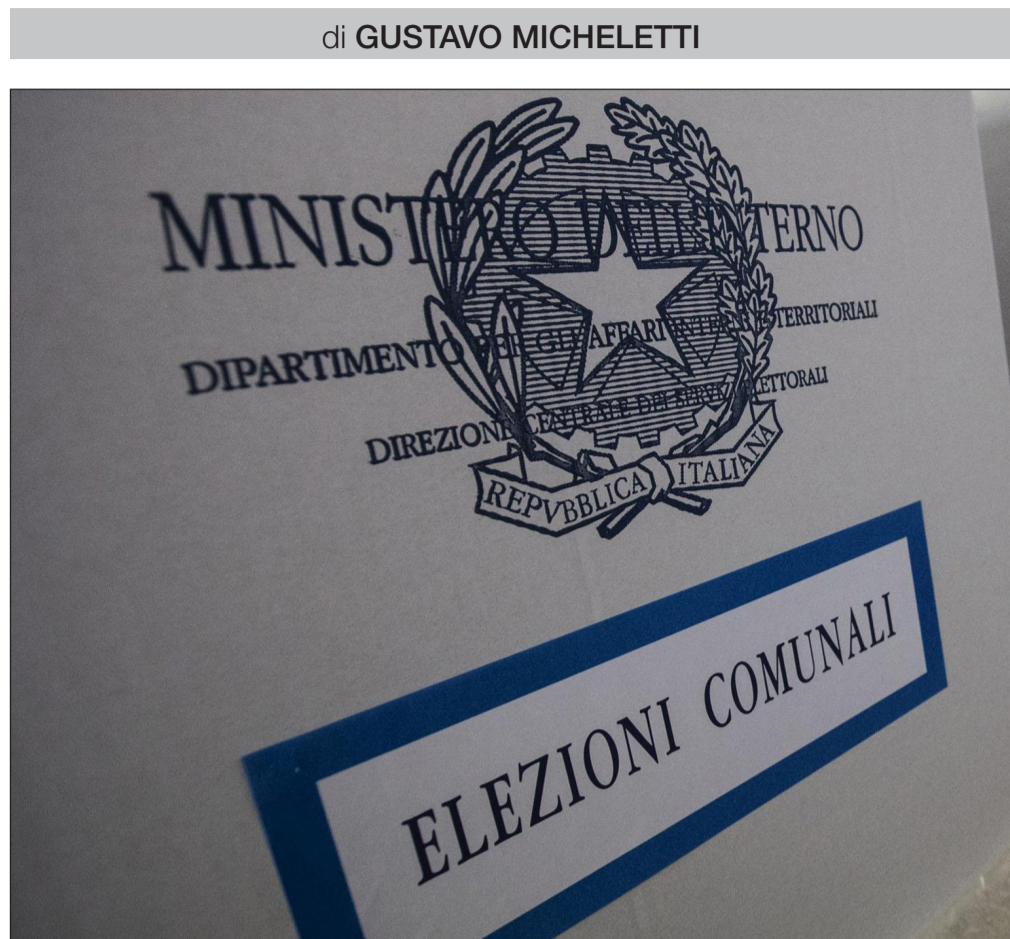 di GUSTAVO MICHELETTI
MINISTERO DELL'INTERNO
DIPARTIMENTO PER GLI AFFARI INTERNI E TERRITORIALI
DIREZIONE CENTRALE DEI SERVIZI ELETTORALI
REPVBBLICA ITALIANA
ELEZIONI COMUNALI